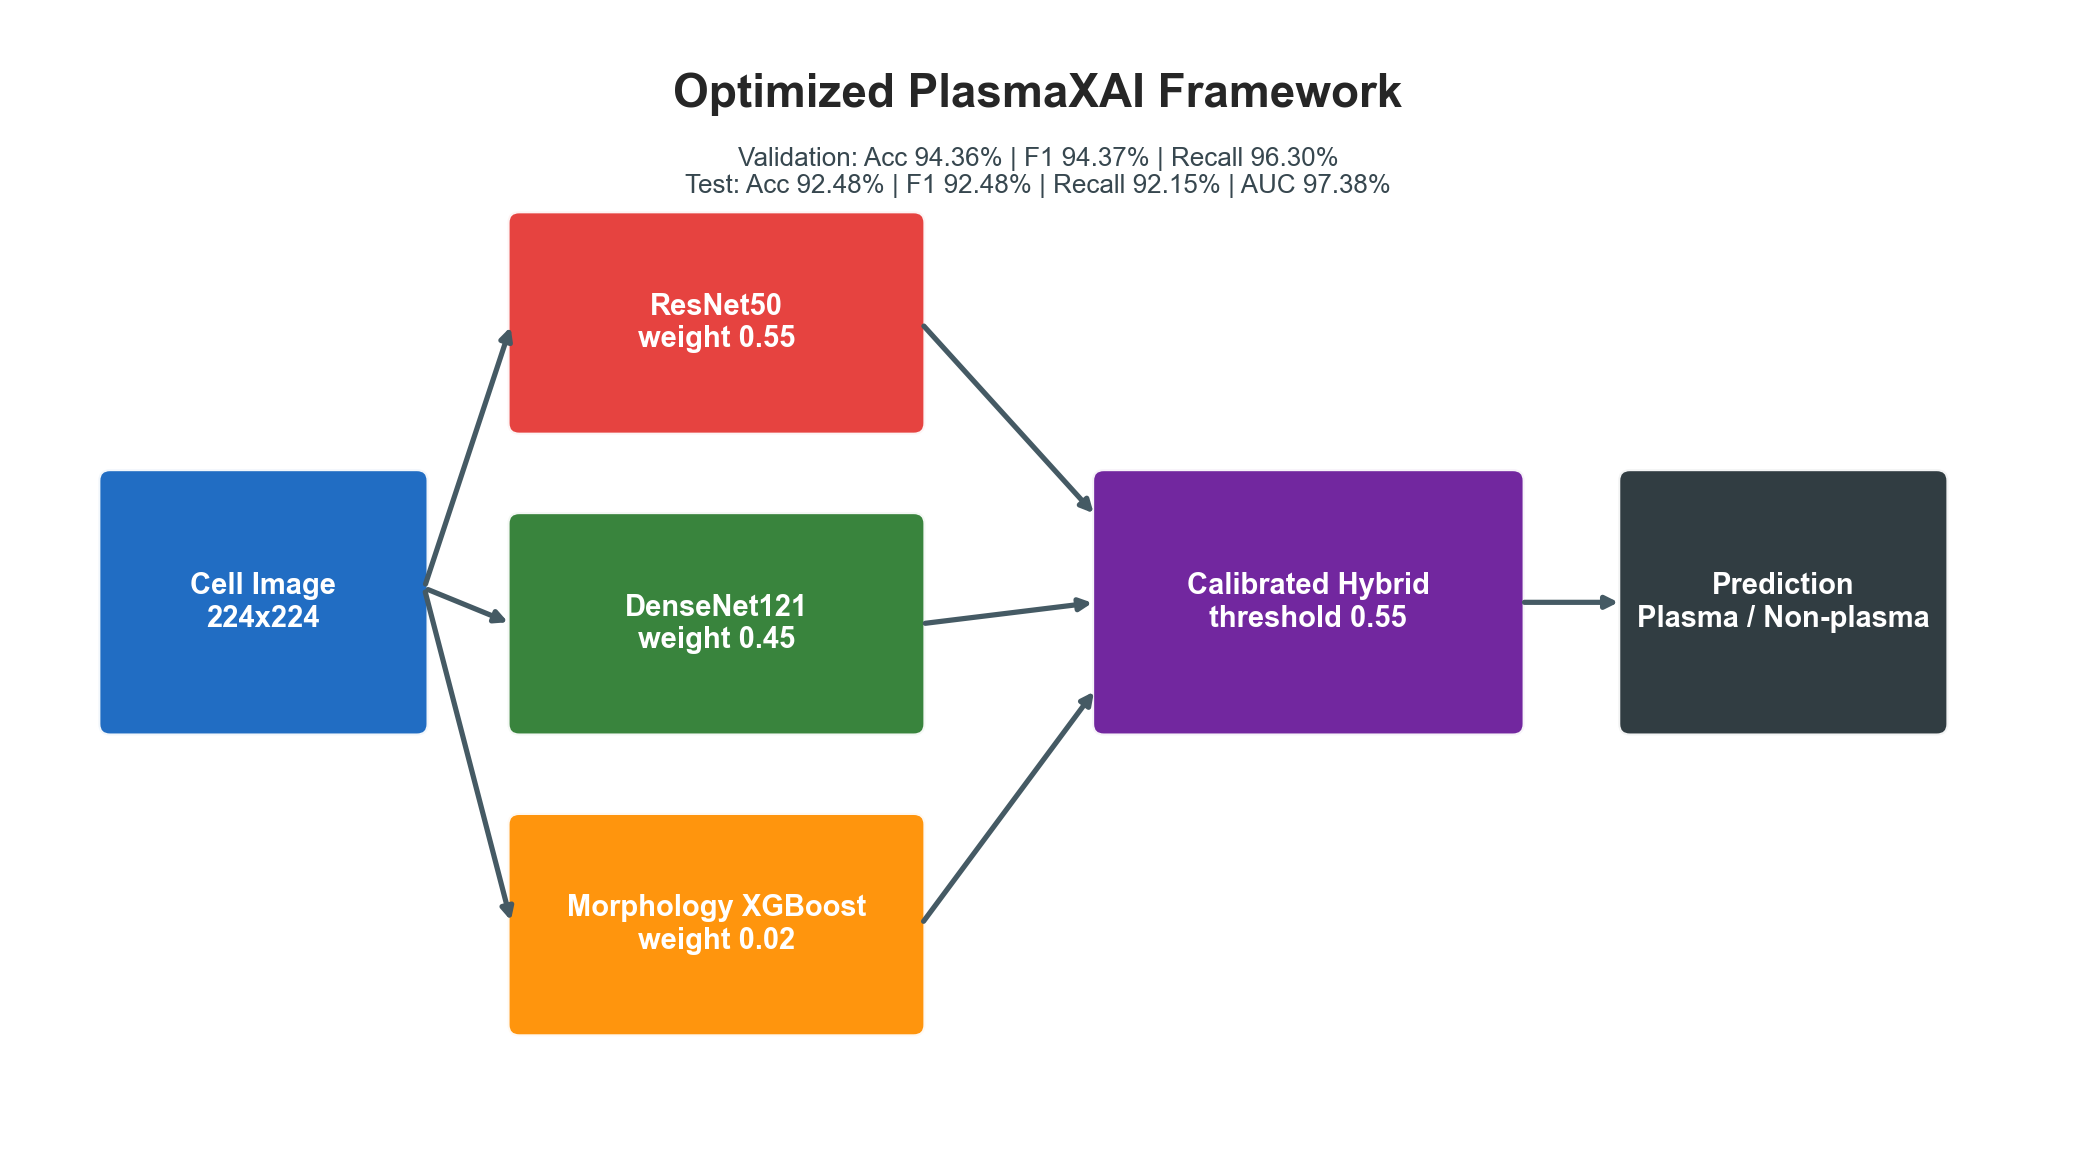 Optimized PlasmaXAI Framework
Validation: Acc 94.36% | F1 94.37% | Recall 96.30%
Test: Acc 92.48% | F1 92.48% | Recall 92.15% | AUC 97.38%
Cell Image
224x224
ResNet50
weight 0.55
DenseNet121
weight 0.45
Morphology XGBoost
weight 0.02
Calibrated Hybrid
threshold 0.55
Prediction
Plasma / Non-plasma